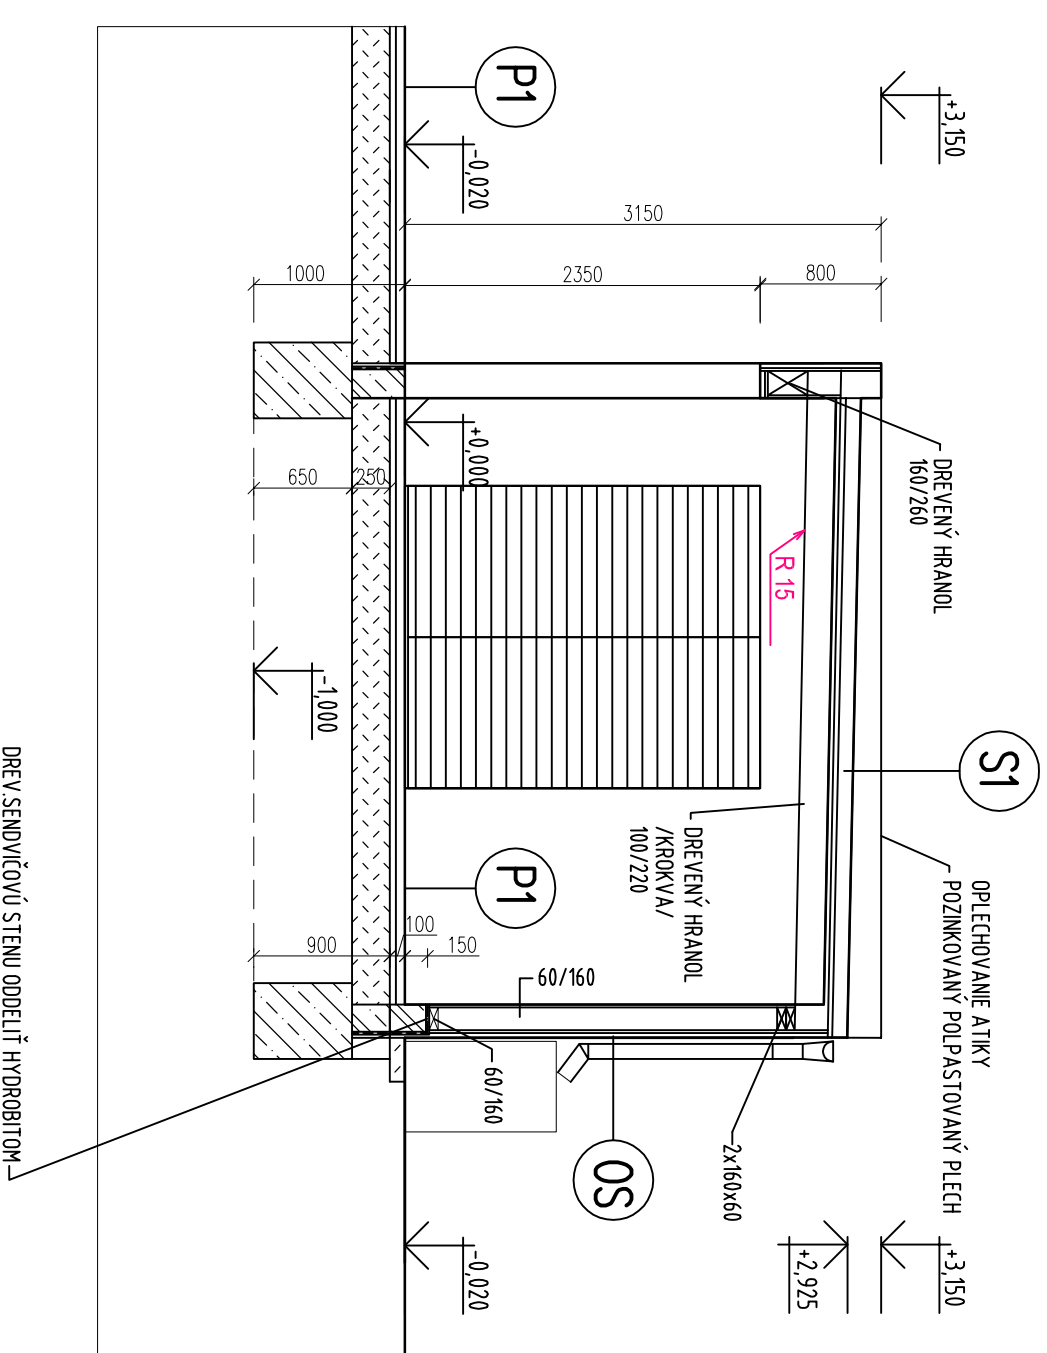 +3,150
P1
-0,020
3150
1000
2350
800
+0,000
650
250
DREVENÝ HRANOL
160/260
R 15
-1,000
S1
DREVENÝ HRANOL
/KROKVA/
100/220
P1
OPLECHOVANIE ATIKY
POZINKOVANÝ POLPASTOVANÝ PLECH
900
100
150
60/160
60/160
2x160x60
OS
DREV.SENDVIČOVÚ STENU ODDELIŤ HYDROBITOM
-0,020
+2,925
+3,150